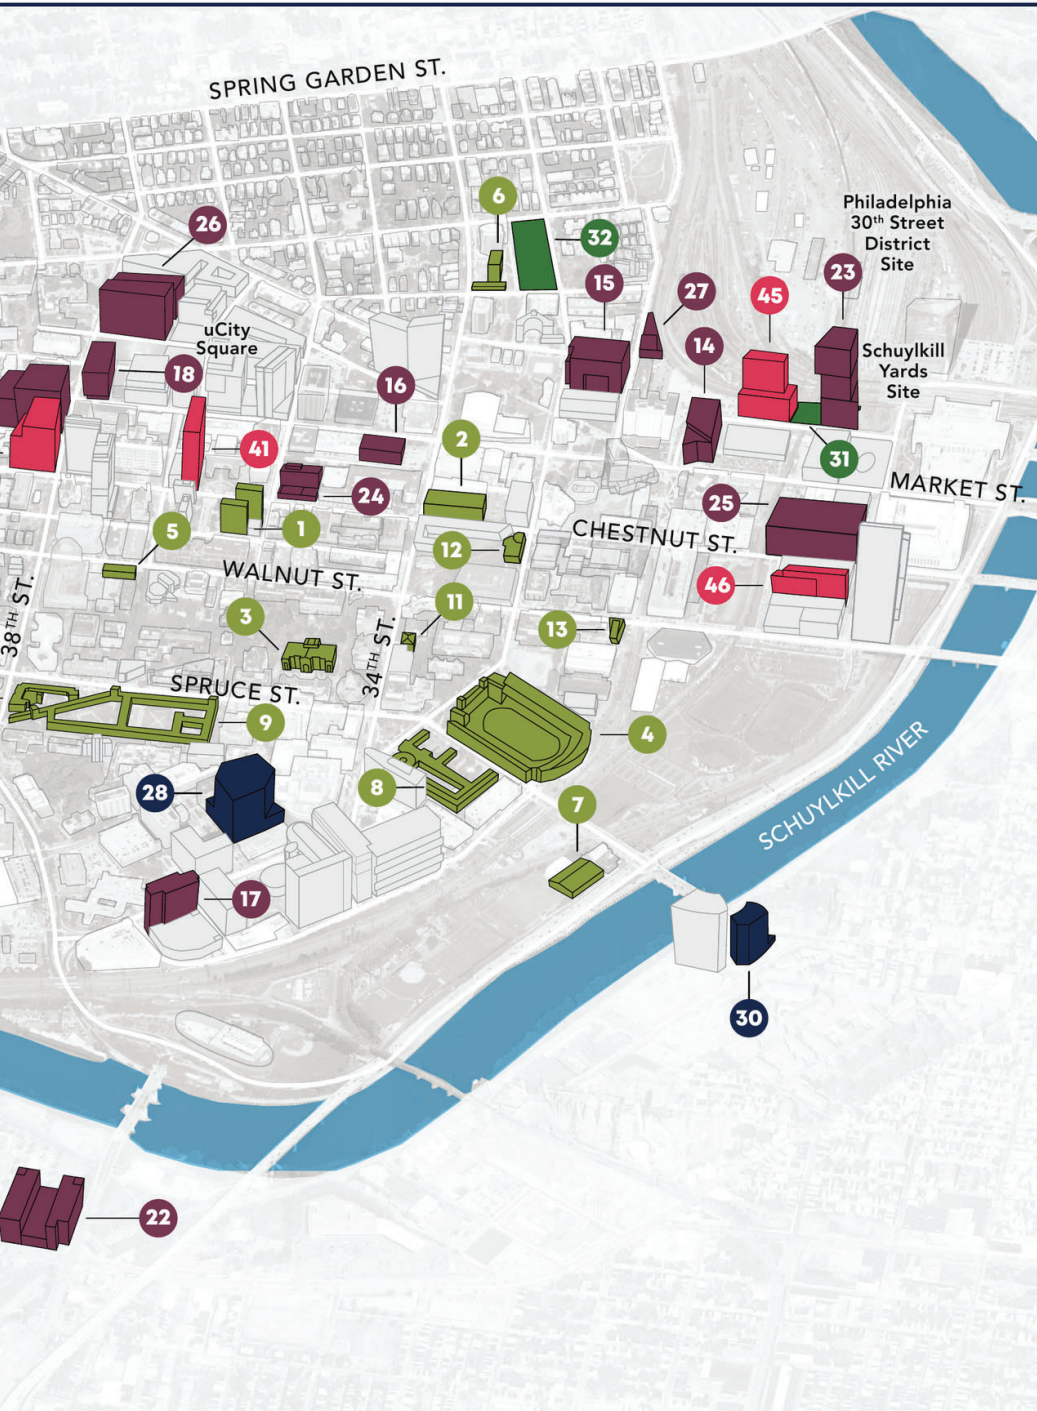 SPRING GARDEN ST.
6
Philadelphia
30th Street
District
Site
26
32
23
15
27
45
uCity
Square
14
Schuylkill
Yards
Site
18
16
2
41
31
24
MARKET ST.
25
1
5
CHESTNUT ST.
12
WALNUT ST.
46
38TH ST.
11
3
13
34TH ST.
SPRUCE ST.
9
4
28
8
7
SCHUYLKILL RIVER
17
30
22